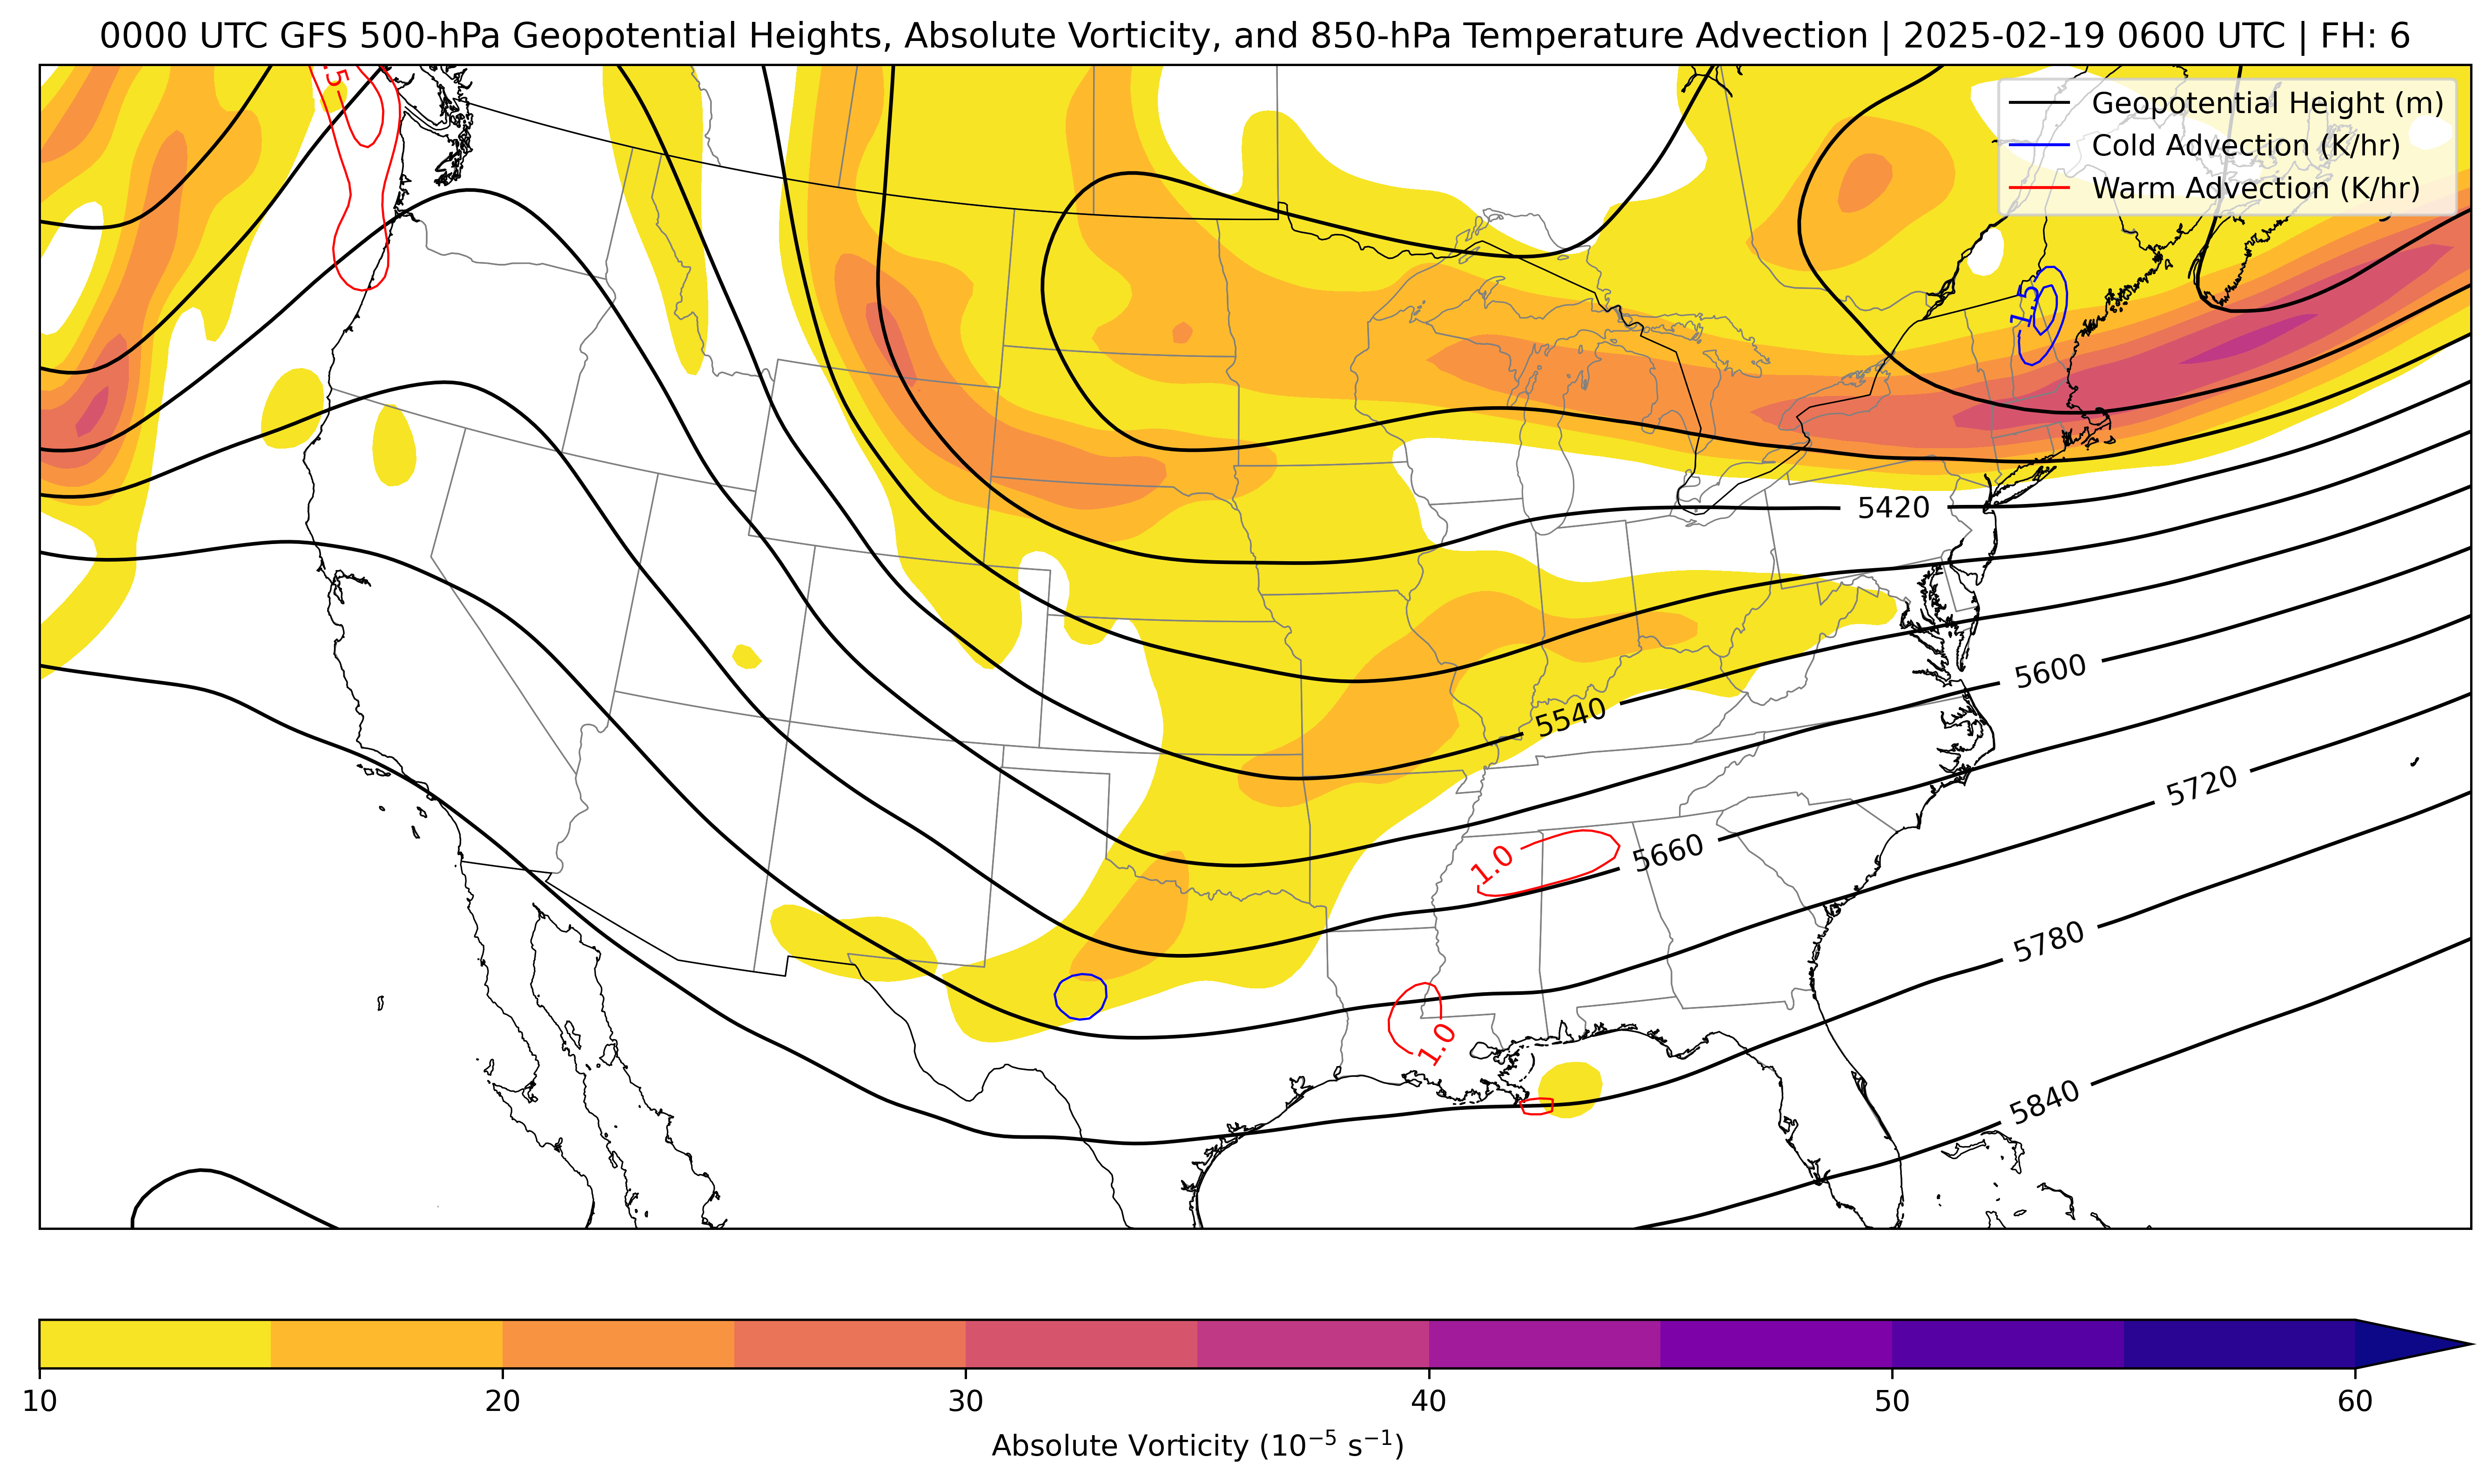 0000 UTC GFS 500-hPa Geopotential Heights, Absolute Vorticity, and 850-hPa Temperature Advection | 2025-02-19 0600 UTC | FH: 6
Geopotential Height (m)
Cold Advection (K/hr)
Warm Advection (K/hr)
.5
1.5
5420
5600
5540
5720
5660
1.0
5780
1.0
5840
10 20 30 40 50 60
Absolute Vorticity (10⁻⁵ s⁻¹)